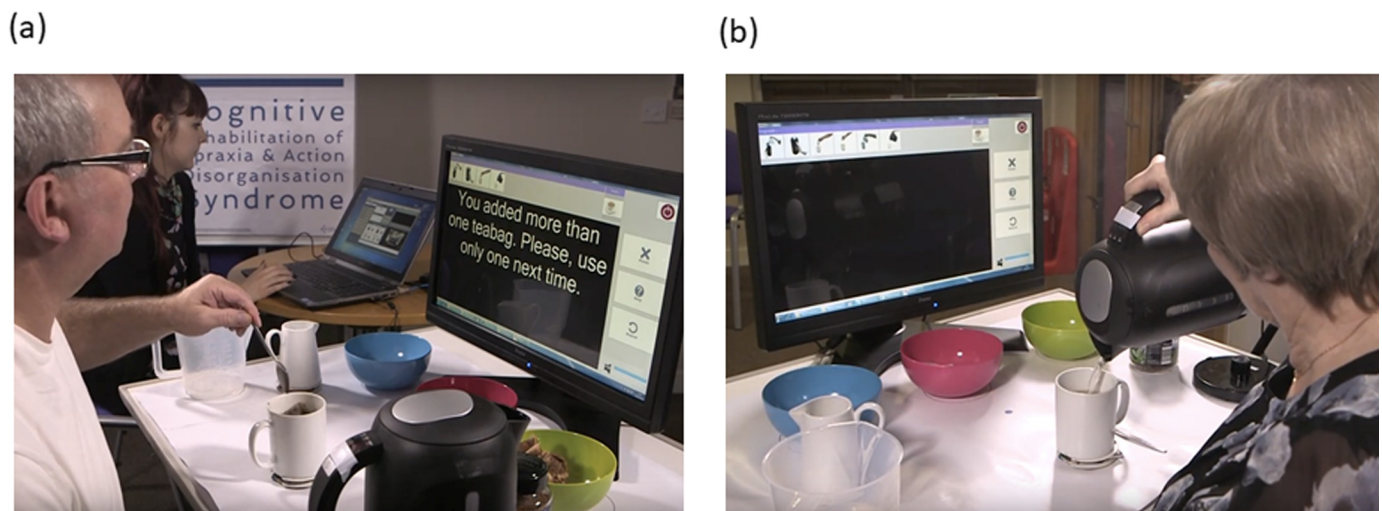 (a)
(b)
ognitive
habilitation of
praxia & Action
isorganisation
yndrome
You added more than
one teabag. Please, use
only one next time.